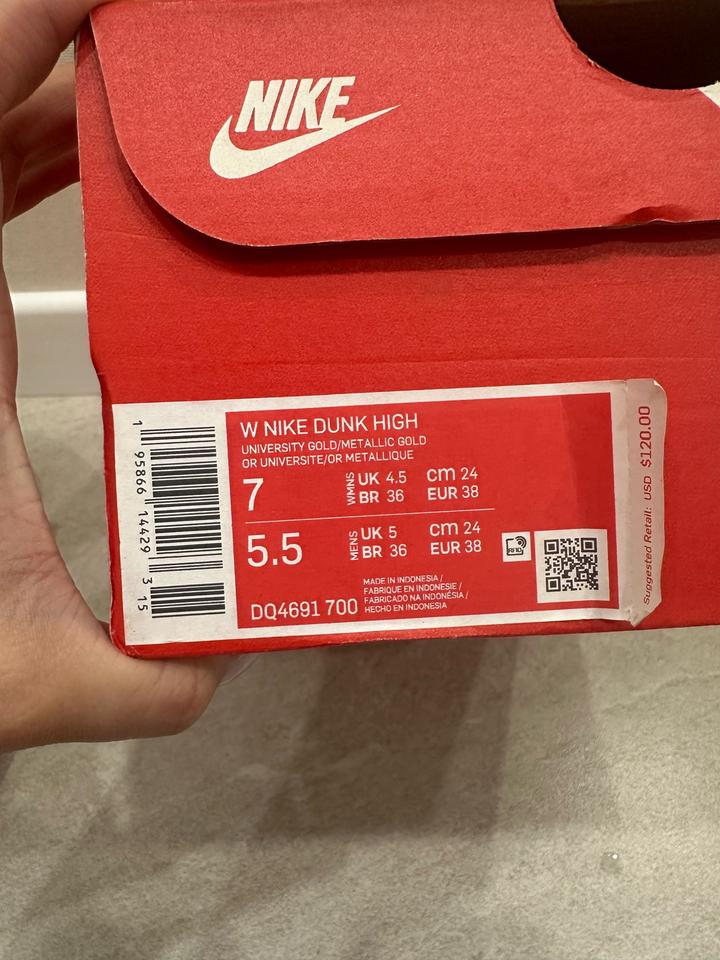 NIKE
W NIKE DUNK HIGH
UNIVERSITY GOLD/METALLIC GOLD
OR UNIVERSITE/OR METALLIQUE
7
WMNS
UK 4.5 cm 24
BR 36 EUR 38
5.5
MENS
UK 5 cm 24
BR 36 EUR 38
RFID
DQ4691 700
MADE IN INDONESIA /
FABRIQUE EN INDONESIE /
FABRICADO NA INDONÉSIA /
HECHO EN INDONESIA
1 95866 14429 3 15
Suggested Retail: USD $120.00